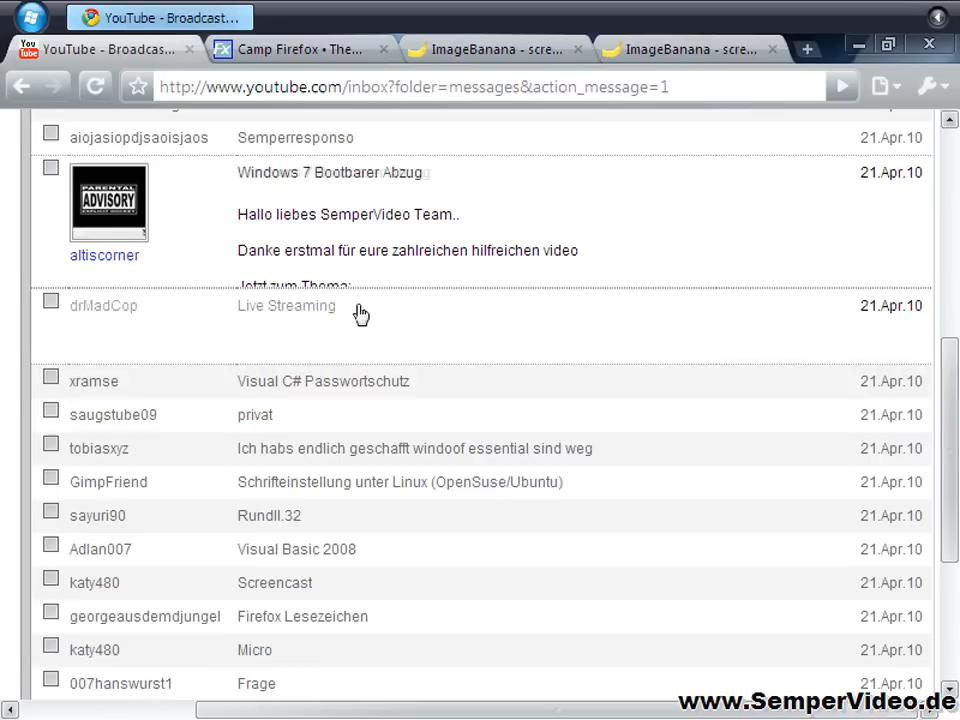 YouTube - Broadcast...
YouTube - Broadcas...
Camp Firefox • The...
ImageBanana - scre...
ImageBanana - scre...
http://www.youtube.com/inbox?folder=messages&action_message=1
aiojasiopdjsaoisjaos Semperresponso 21.Apr.10
PARENTAL
ADVISORY
EXPLICIT CONTENT
altiscorner
Windows 7 Bootbarer Abzug 21.Apr.10
Hallo liebes SemperVideo Team..
Danke erstmal für eure zahlreichen hilfreichen video
Jetzt zum Thema:
drMadCop Live Streaming 21.Apr.10
xramse Visual C# Passwortschutz 21.Apr.10
saugstube09 privat 21.Apr.10
tobiasxyz Ich habs endlich geschafft windoof essential sind weg 21.Apr.10
GimpFriend Schrifteinstellung unter Linux (OpenSuse/Ubuntu) 21.Apr.10
sayuri90 Rundll.32 21.Apr.10
Adlan007 Visual Basic 2008 21.Apr.10
katy480 Screencast 21.Apr.10
georgeausdemdjungel Firefox Lesezeichen 21.Apr.10
katy480 Micro 21.Apr.10
007hanswurst1 Frage 21.Apr.10
www.SemperVideo.de